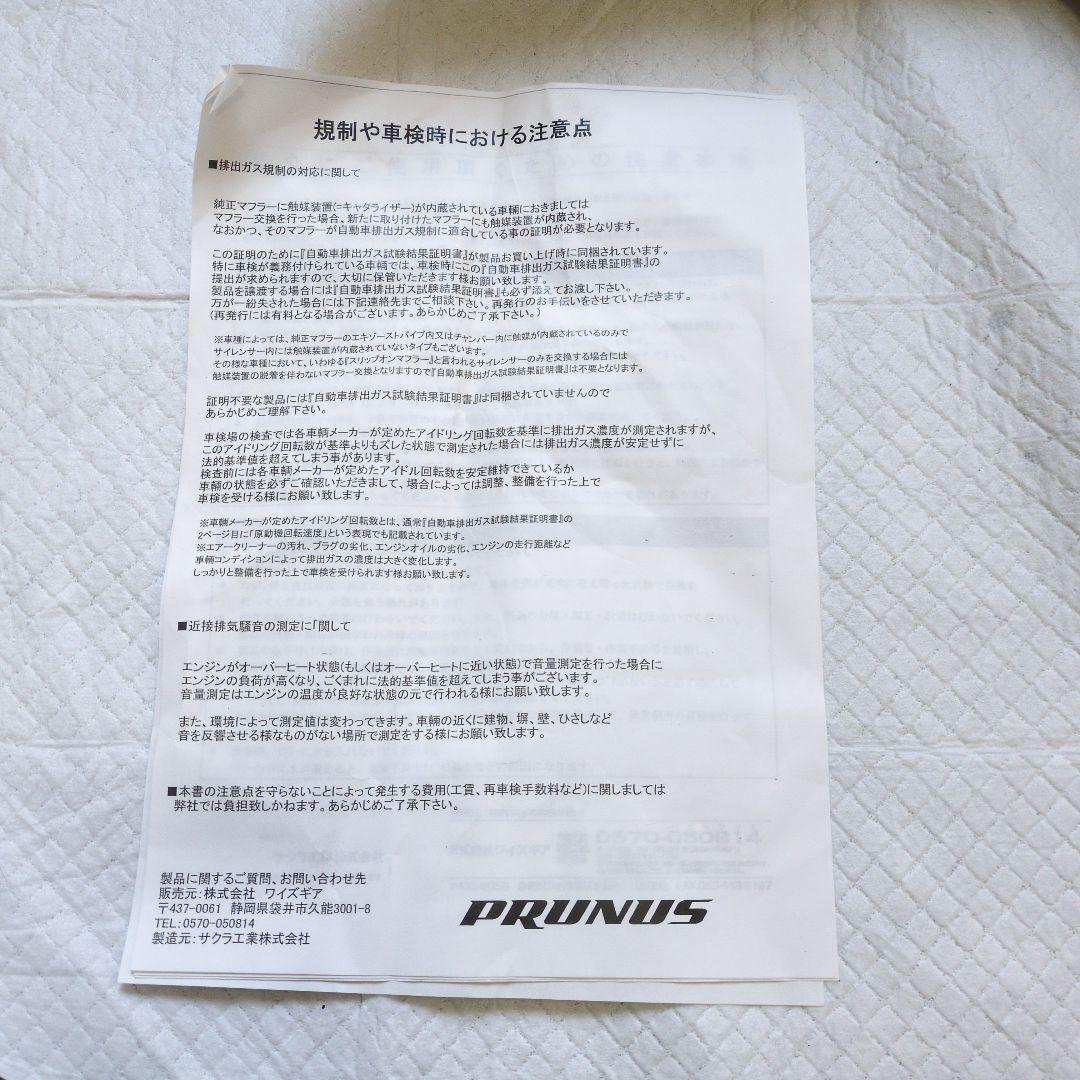 規制や車検時における注意点
■排出ガス規制の対応に関して
純正マフラーに触媒装置(=キャタライザー)が内蔵されている車輛におきましては
マフラー交換を行った場合、新たに取り付けたマフラーにも触媒装置が内蔵され、
なおかつ、そのマフラーが自動車排出ガス規制に適合している事の証明が必要となります。
この証明のために『自動車排出ガス試験結果証明書』が製品お買い上げ時に同梱されています。
特に車検が義務付けられている車輛では、車検時にこの『自動車排出ガス試験結果証明書』の
提出が求められますので、大切に保管いただきます様お願い致します。
製品を譲渡する場合には『自動車排出ガス試験結果証明書』も必ず添えてお渡し下さい。
万が一紛失された場合には下記連絡先までご相談下さい。再発行のお手伝いをさせていただきます。
(再発行には有料となる場合がございます。あらかじめご了承下さい。)
※車種によっては、純正マフラーのエキゾーストパイプ内又はチャンバー内に触媒が内蔵されているのみで
サイレンサー内には触媒装置が内蔵されていないタイプもございます。
その様な車種において、いわゆる『スリップオンマフラー』と言われるサイレンサーのみを交換する場合には
触媒装置の脱着を伴わないマフラー交換となりますので『自動車排出ガス試験結果証明書』は不要となります。
証明不要な製品には『自動車排出ガス試験結果証明書』は同梱されていませんので
あらかじめご理解下さい。
車検場の検査では各車輌メーカーが定めたアイドリング回転数を基準に排出ガス濃度が測定されますが、
このアイドリング回転数が基準よりもズレた状態で測定された場合には排出ガス濃度が安定せずに
法的基準値を超えてしまう事があります。
検査前には各車輌メーカーが定めたアイドル回転数を安定維持できているか
車輌の状態を必ずご確認いただきまして、場合によっては調整、整備を行った上で
車検を受ける様にお願い致します。
※車輌メーカーが定めたアイドリング回転数とは、通常『自動車排出ガス試験結果証明書』の
2ページ目に「原動機回転速度」という表現でも記載されています。
※エアークリーナーの汚れ、プラグの劣化、エンジンオイルの劣化、エンジンの走行距離など
車輌コンディションによって排出ガスの濃度は大きく変化します。
しっかりと整備を行った上で車検を受けられます様お願い致します。
■近接排気騒音の測定に「関して
エンジンがオーバーヒート状態(もしくはオーバーヒートに近い状態)で音量測定を行った場合に
エンジンの負荷が高くなり、ごくまれに法的基準値を超えてしまう事がございます。
音量測定はエンジンの温度が良好な状態の元で行われる様にお願い致します。
また、環境によって測定値は変わってきます。車輌の近くに建物、塀、壁、ひさしなど
音を反響させる様なものがない場所で測定をする様にお願い致します。
■本書の注意点を守らないことによって発生する費用(工賃、再車検手数料など)に関しましては
弊社では負担致しかねます。あらかじめご了承下さい。
製品に関するご質問、お問い合わせ先
販売元:株式会社 ワイズギア
〒437-0061 静岡県袋井市久能3001-8
TEL:0570-050814
製造元:サクラ工業株式会社
PRUNUS